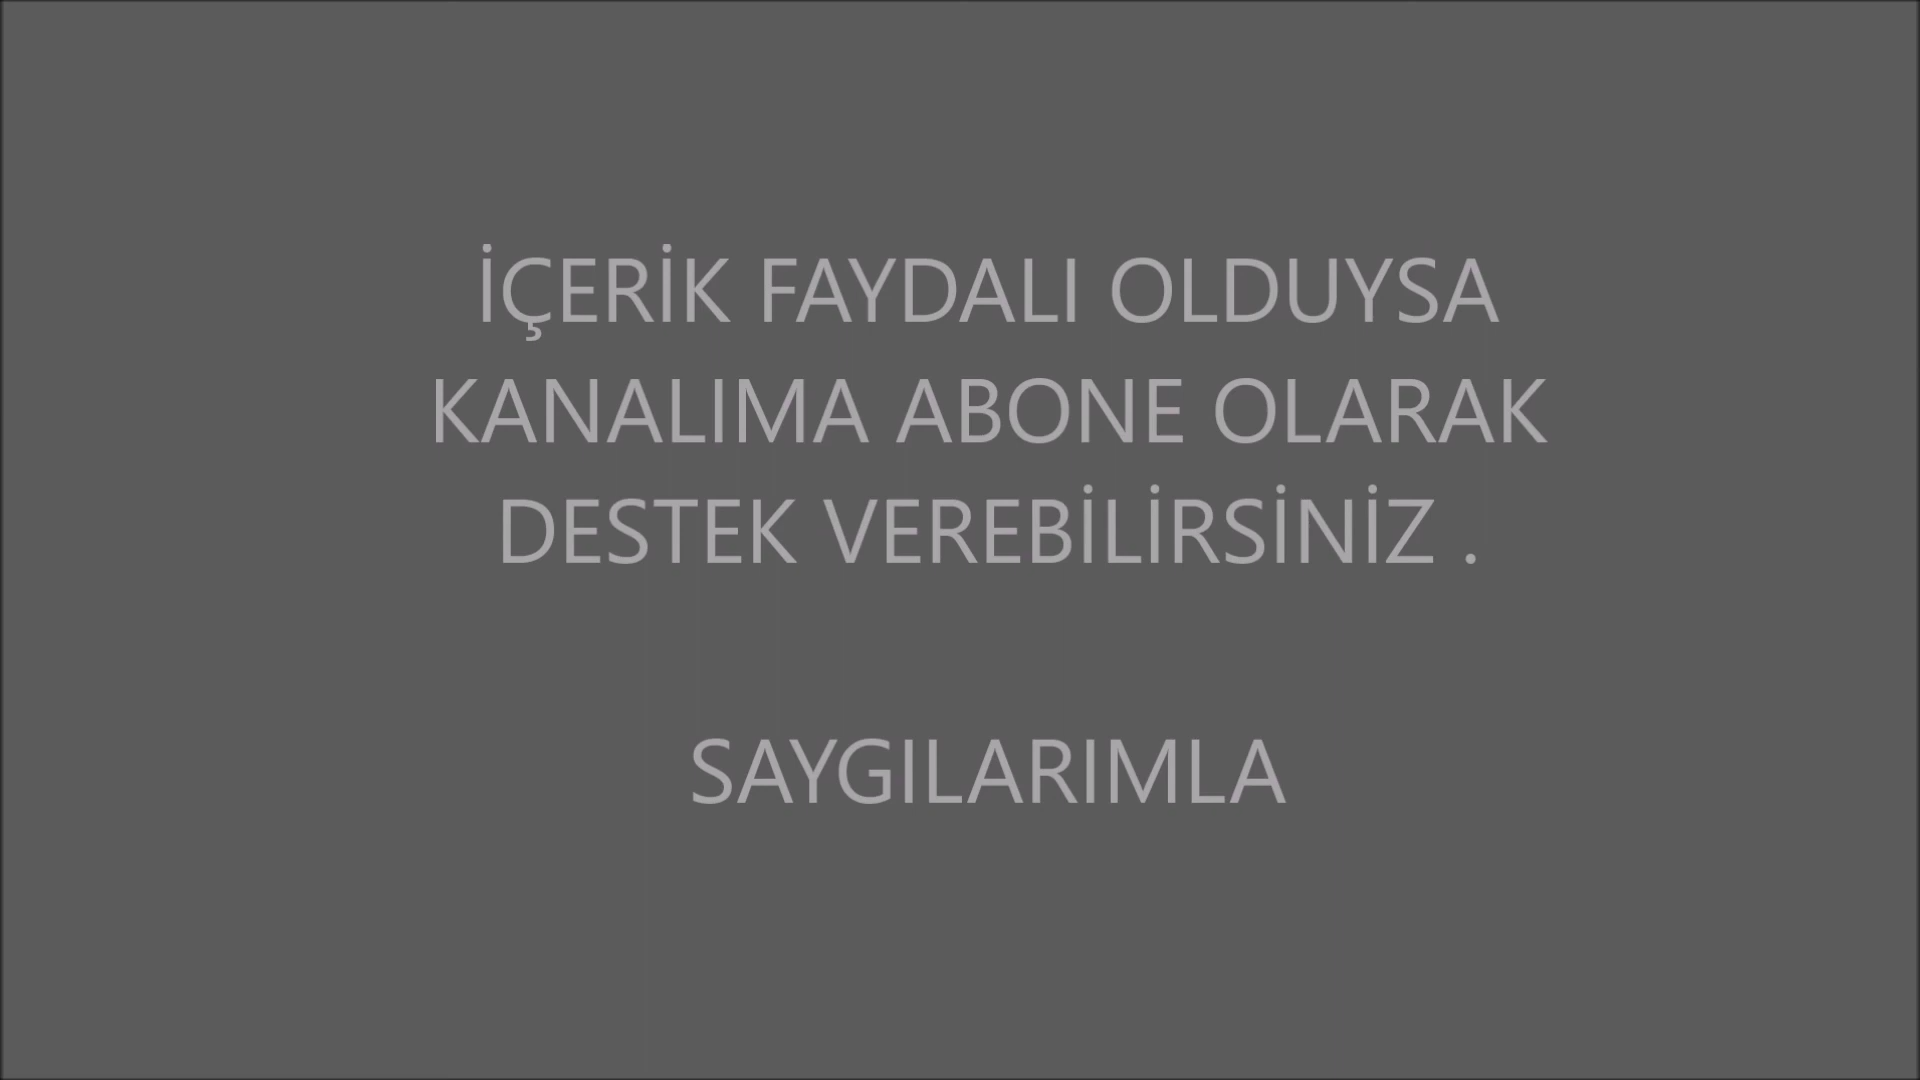 İÇERİK FAYDALI OLDUYSA
KANALIMA ABONE OLARAK
DESTEK VEREBİLİRSİNİZ .
SAYGILARIMLA